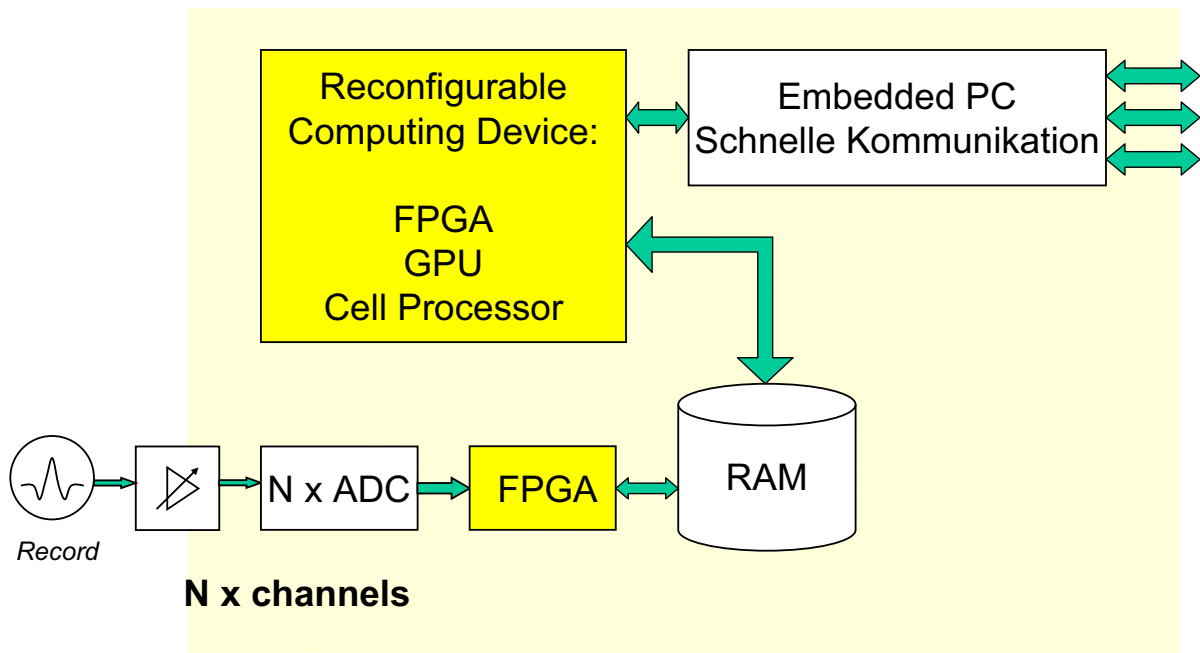 Reconfigurable
Computing Device:
FPGA
GPU
Cell Processor
Embedded PC
Schnelle Kommunikation
N x ADC
FPGA
RAM
Record
N x channels